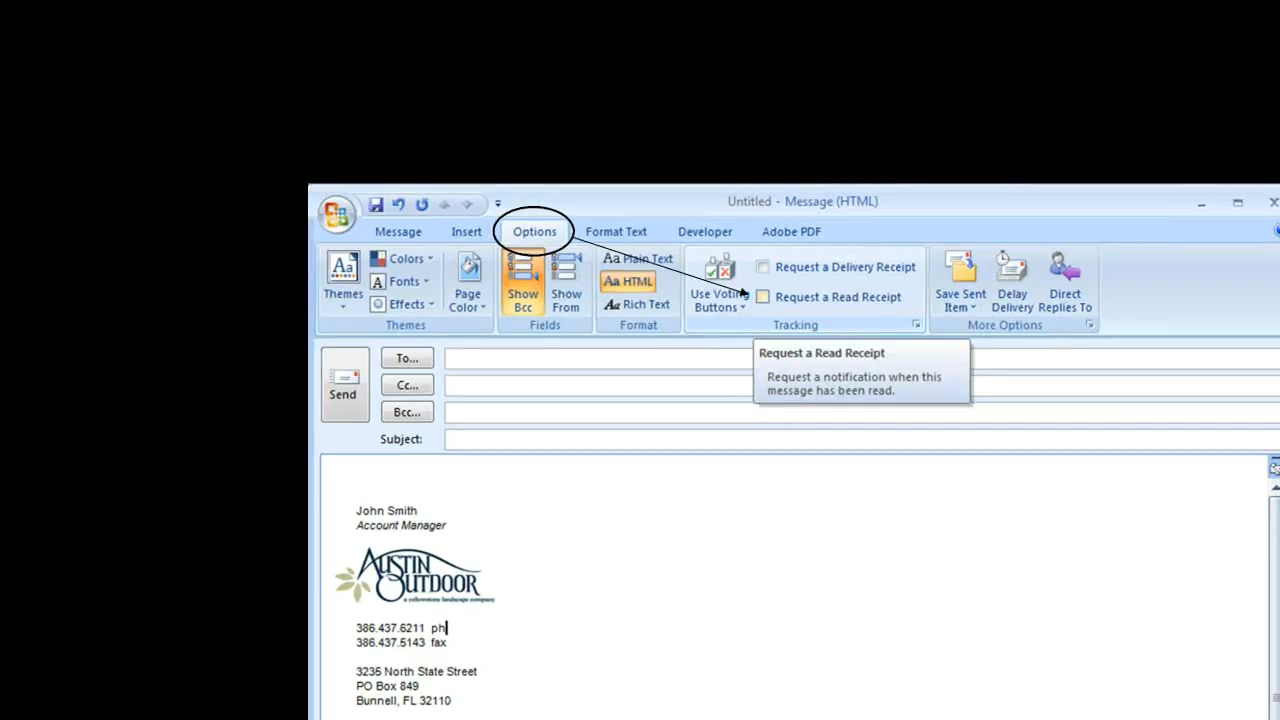 Untitled - Message (HTML)
Message Insert Options Format Text Developer Adobe PDF
Themes
Colors
Fonts
Effects
Page Color
Themes
Show Bcc
Show From
Fields
Aa Plain Text
Aa HTML
Aa Rich Text
Format
Use Voting Buttons
Request a Delivery Receipt
Request a Read Receipt
Tracking
Save Sent Item
Delay Delivery
Direct Replies To
More Options
Request a Read Receipt
Request a notification when this
message has been read.
Send
To...
Cc...
Bcc...
Subject:
John Smith
Account Manager
AUSTIN
OUTDOOR
a yellowstone landscape company
386.437.6211 ph
386.437.5143 fax
3235 North State Street
PO Box 849
Bunnell, FL 32110